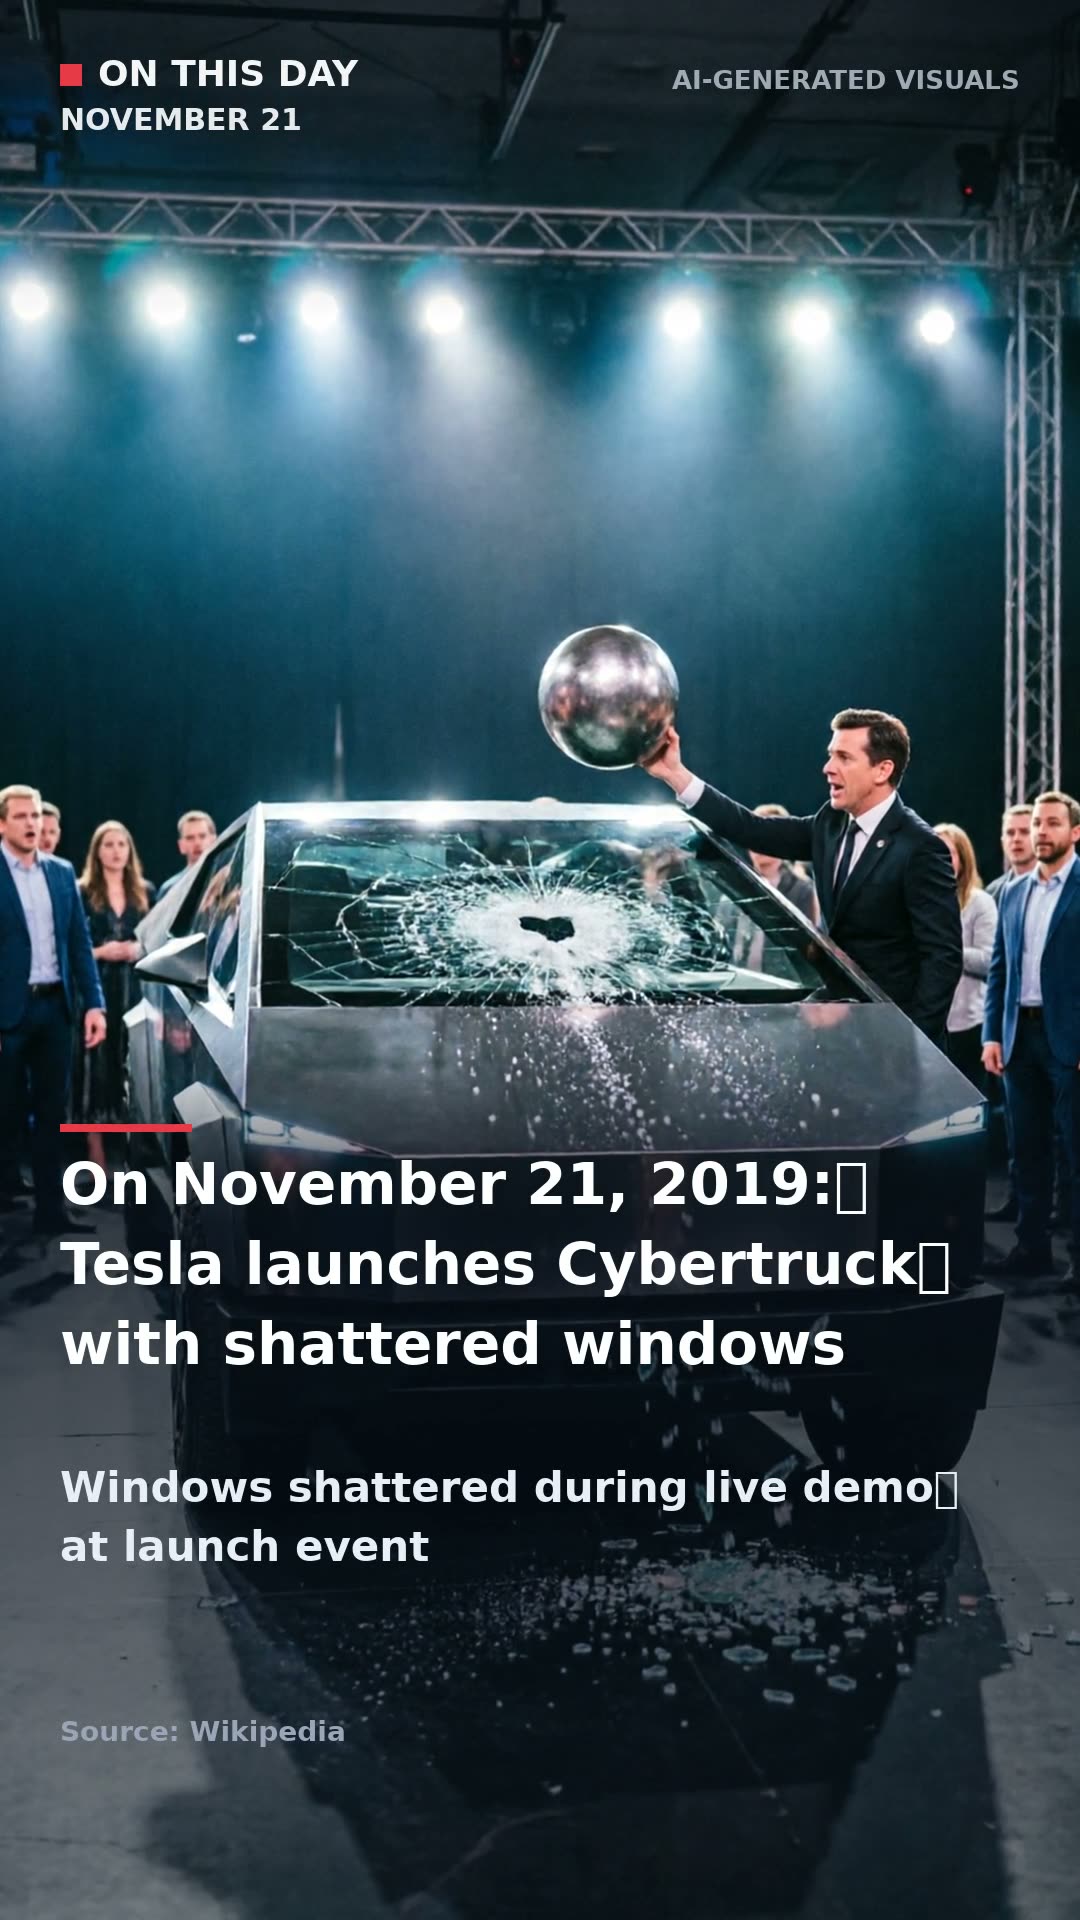 ON THIS DAY
NOVEMBER 21
AI-GENERATED VISUALS
On November 21, 2019:
Tesla launches Cybertruck
with shattered windows
Windows shattered during live demo
at launch event
Source: Wikipedia